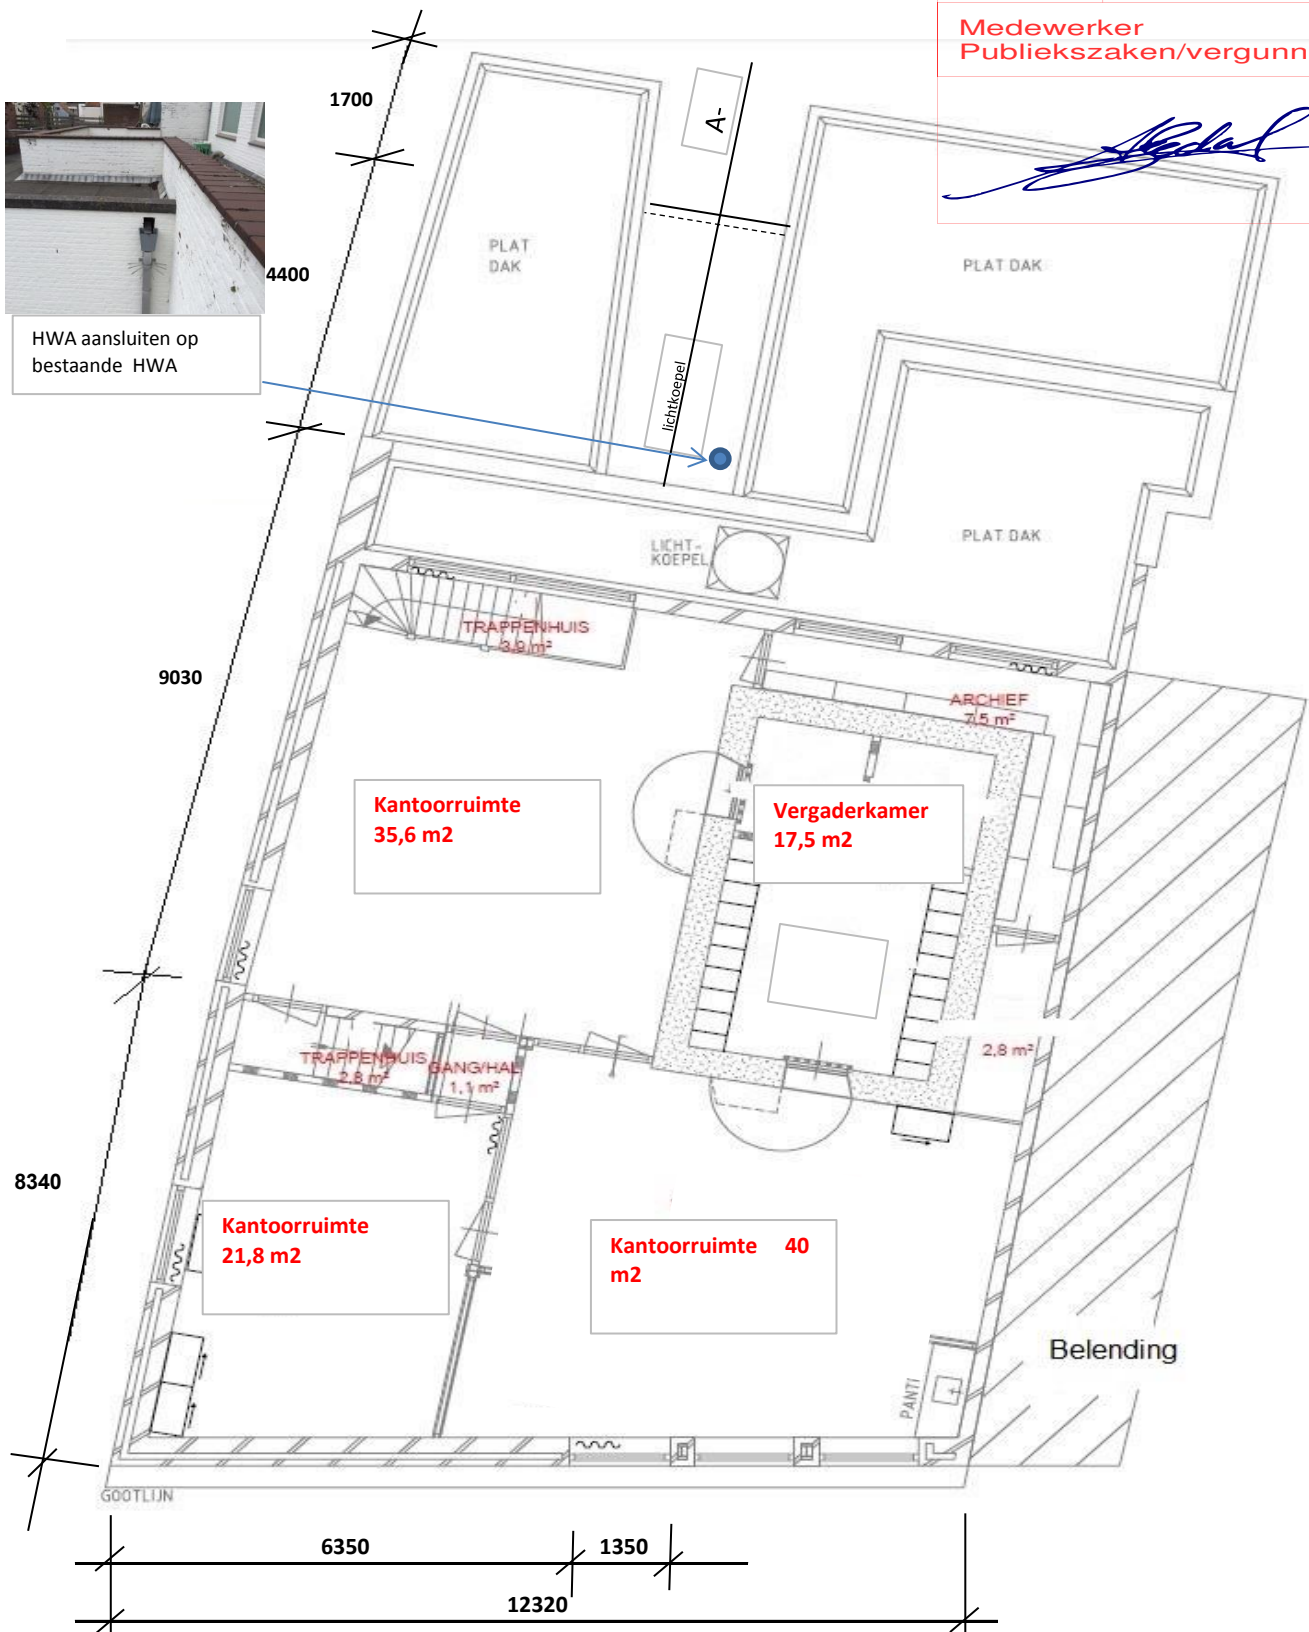 Medewerker
Publiekszaken/vergunn
1700
A-
PLAT
DAK
PLAT DAK
4400
HWA aansluiten op
bestaande HWA
lichtkoepel
PLAT DAK
LICHT-
KOEPEL
TRAPPENHUIS
3,9 m²
9030
ARCHIEF
7,5 m²
Kantoorruimte
35,6 m2
Vergaderkamer
17,5 m2
TRAPPENHUIS
2,8 m²
GANG/HAL
1,1 m²
2,8 m²
8340
Kantoorruimte
21,8 m2
Kantoorruimte 40
m2
Belending
PANTI
GOOTLIJN
6350
1350
12320